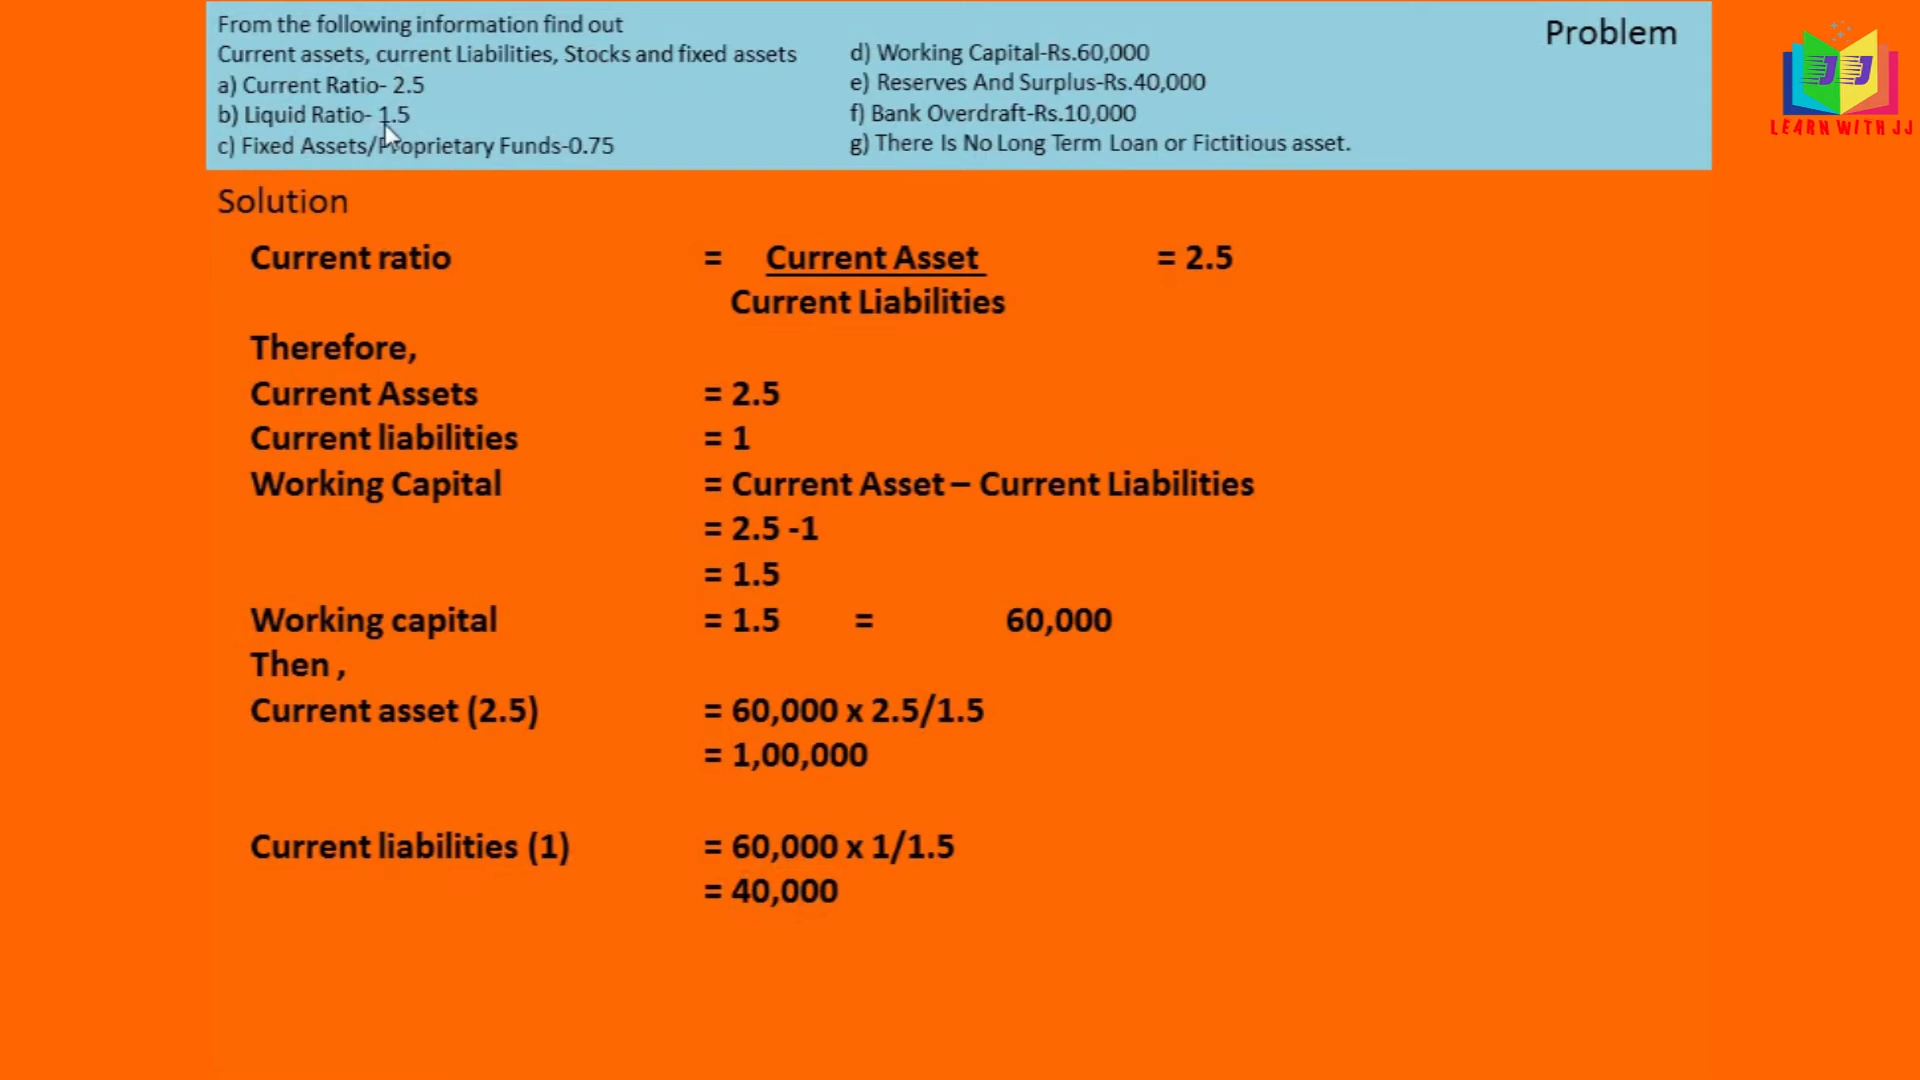 From the following information find out
Current assets, current Liabilities, Stocks and fixed assets
a) Current Ratio- 2.5
b) Liquid Ratio- 1.5
c) Fixed Assets/Proprietary Funds-0.75
d) Working Capital-Rs.60,000
e) Reserves And Surplus-Rs.40,000
f) Bank Overdraft-Rs.10,000
g) There Is No Long Term Loan or Fictitious asset.
Problem
LEARN WITH JJ
Solution
Current ratio = Current Asset = 2.5
Current Liabilities
Therefore,
Current Assets = 2.5
Current liabilities = 1
Working Capital = Current Asset – Current Liabilities
= 2.5 -1
= 1.5
Working capital = 1.5 = 60,000
Then ,
Current asset (2.5) = 60,000 x 2.5/1.5
= 1,00,000
Current liabilities (1) = 60,000 x 1/1.5
= 40,000